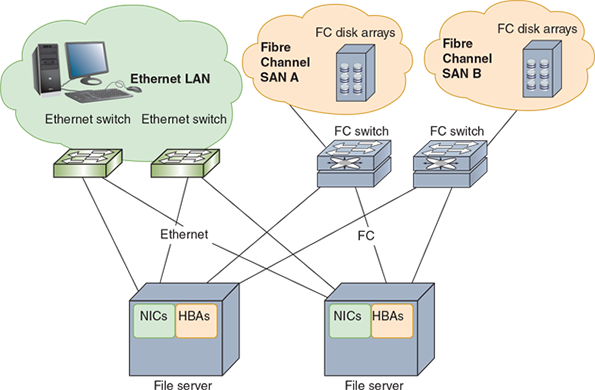 FC disk arrays
Fibre
Channel
SAN A
FC disk arrays
Fibre
Channel
SAN B
Ethernet LAN
Ethernet switch
Ethernet switch
FC switch
FC switch
Ethernet
FC
NICs
HBAs
NICs
HBAs
File server
File server